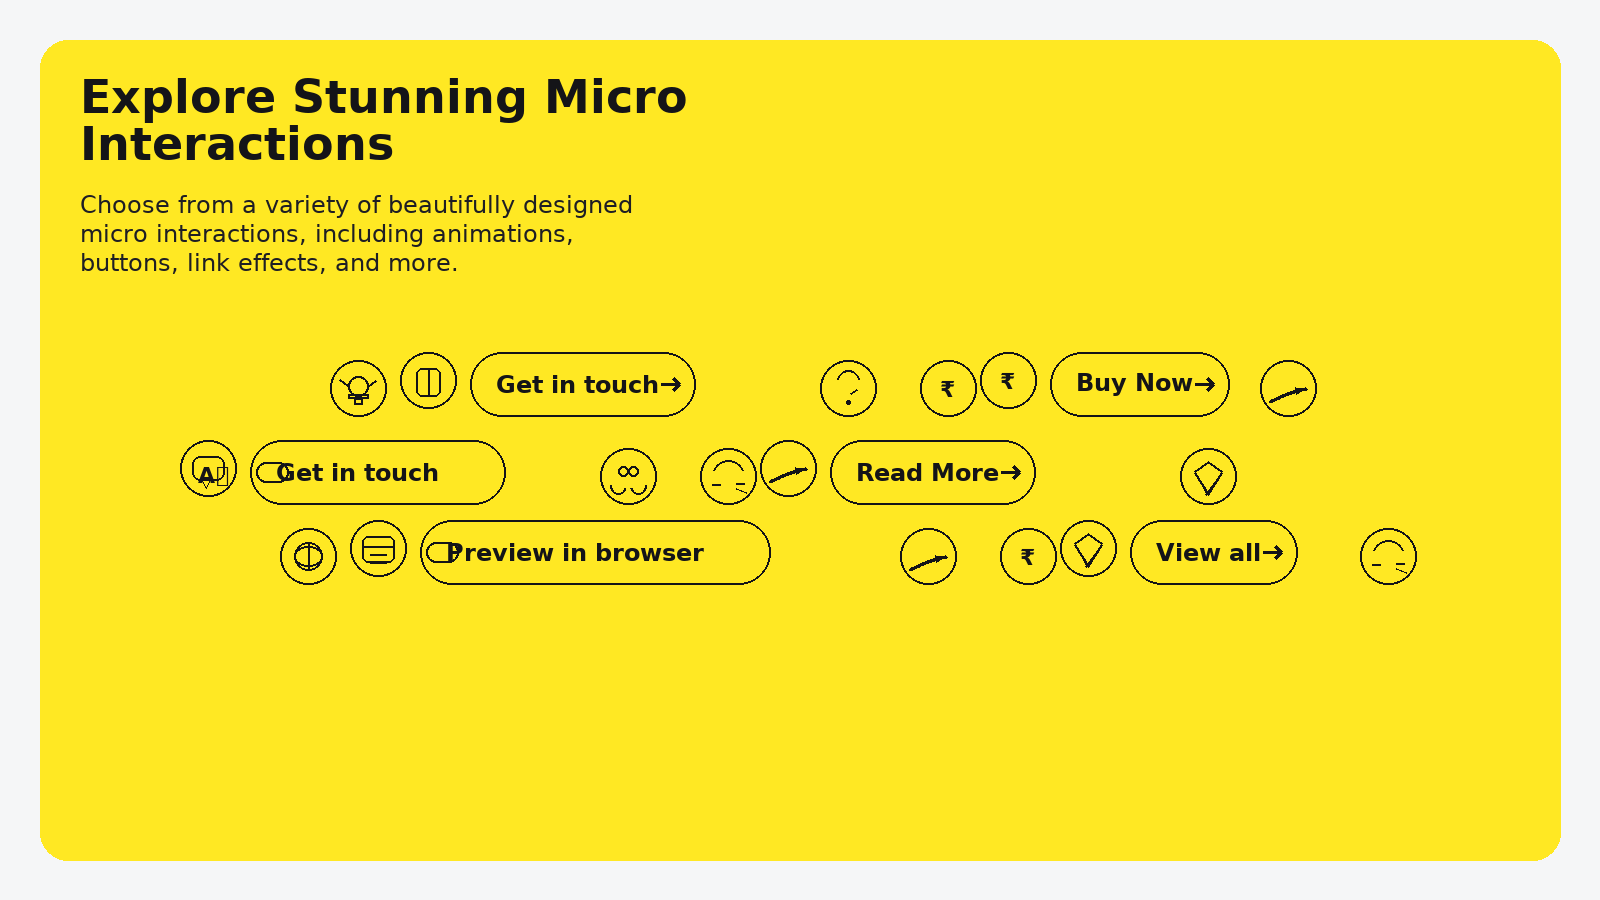 Explore Stunning Micro
Interactions
Choose from a variety of beautifully designed
micro interactions, including animations,
buttons, link effects, and more.
Get in touch→
₹
₹
Buy Now→
A
Get in touch
Read More→
Preview in browser
₹
View all→